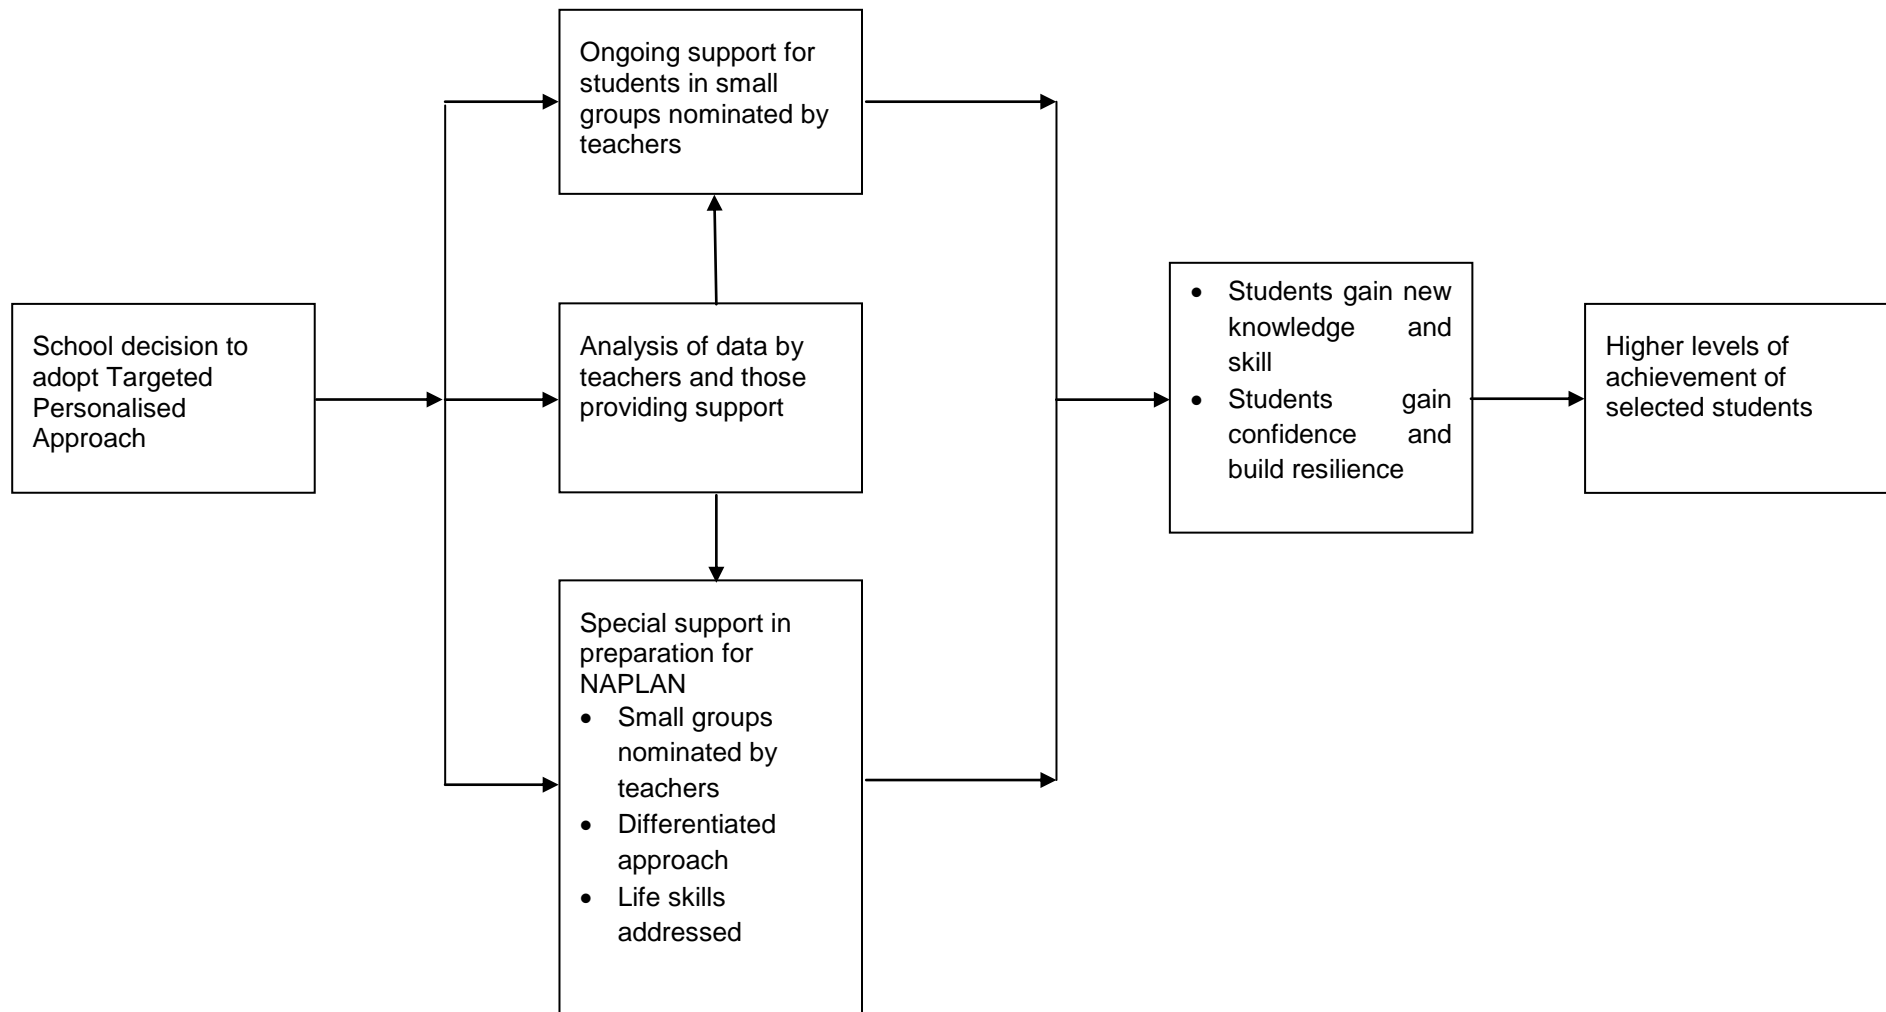 School decision to
adopt Targeted
Personalised
Approach
Ongoing support for
students in small
groups nominated by
teachers
Analysis of data by
teachers and those
providing support
Special support in
preparation for
NAPLAN
• Small groups
nominated by
teachers
• Differentiated
approach
• Life skills
addressed
• Students gain new
knowledge and
skill
• Students gain
confidence and
build resilience
Higher levels of
achievement of
selected students